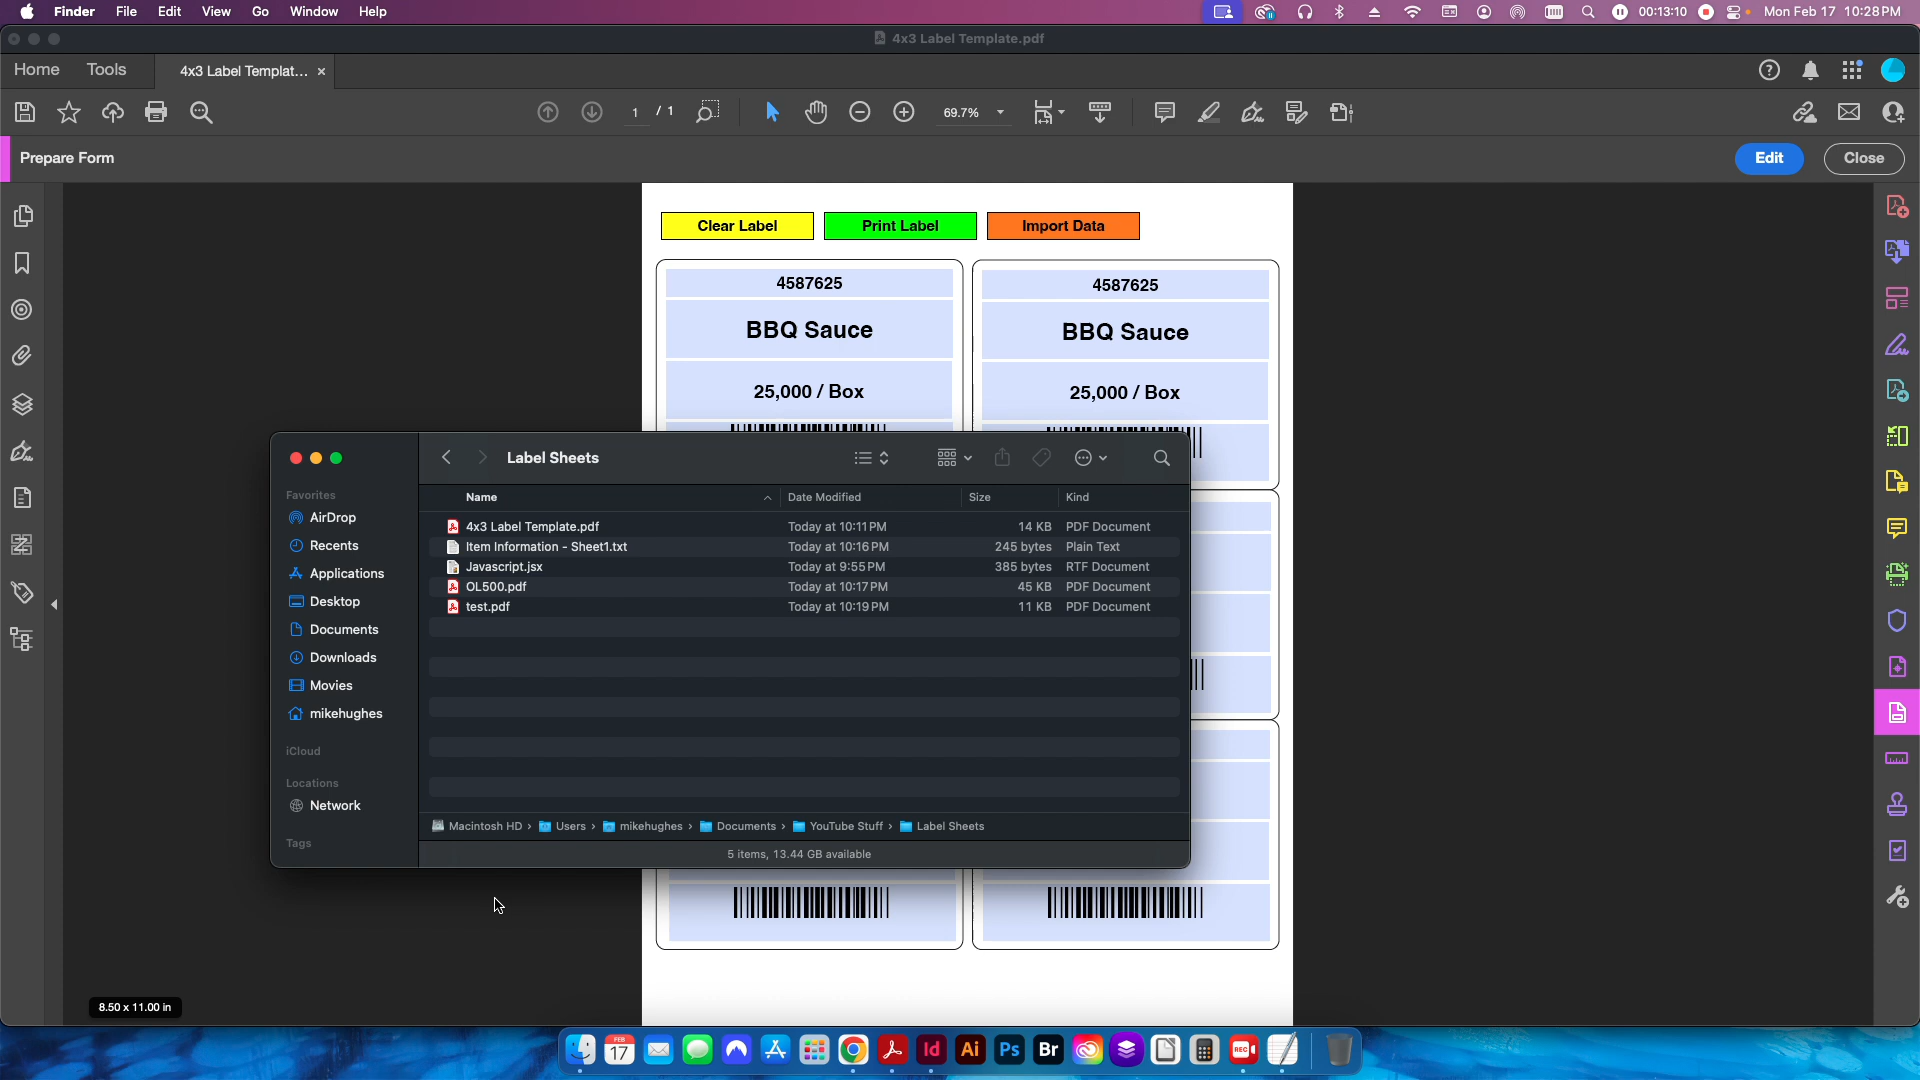 Finder File Edit View Go Window Help 00:13:10 Mon Feb 17 10:28 PM
4x3 Label Template.pdf
Home Tools 4x3 Label Templat... ×
1 / 1 69.7%
Prepare Form Edit Close
Clear Label Print Label Import Data
4587625 4587625
BBQ Sauce BBQ Sauce
25,000 / Box 25,000 / Box
Label Sheets
Favorites
AirDrop
Recents
Applications
Desktop
Documents
Downloads
Movies
mikehughes
iCloud
Locations
Network
Tags
Name Date Modified Size Kind
4x3 Label Template.pdf Today at 10:11 PM 14 KB PDF Document
Item Information - Sheet1.txt Today at 10:16 PM 245 bytes Plain Text
Javascript.jsx Today at 9:55 PM 385 bytes RTF Document
OL500.pdf Today at 10:17 PM 45 KB PDF Document
test.pdf Today at 10:19 PM 11 KB PDF Document
Macintosh HD › Users › mikehughes › Documents › YouTube Stuff › Label Sheets
5 items, 13.44 GB available
8.50 x 11.00 in
FEB
17 Id Ai Ps Br REC